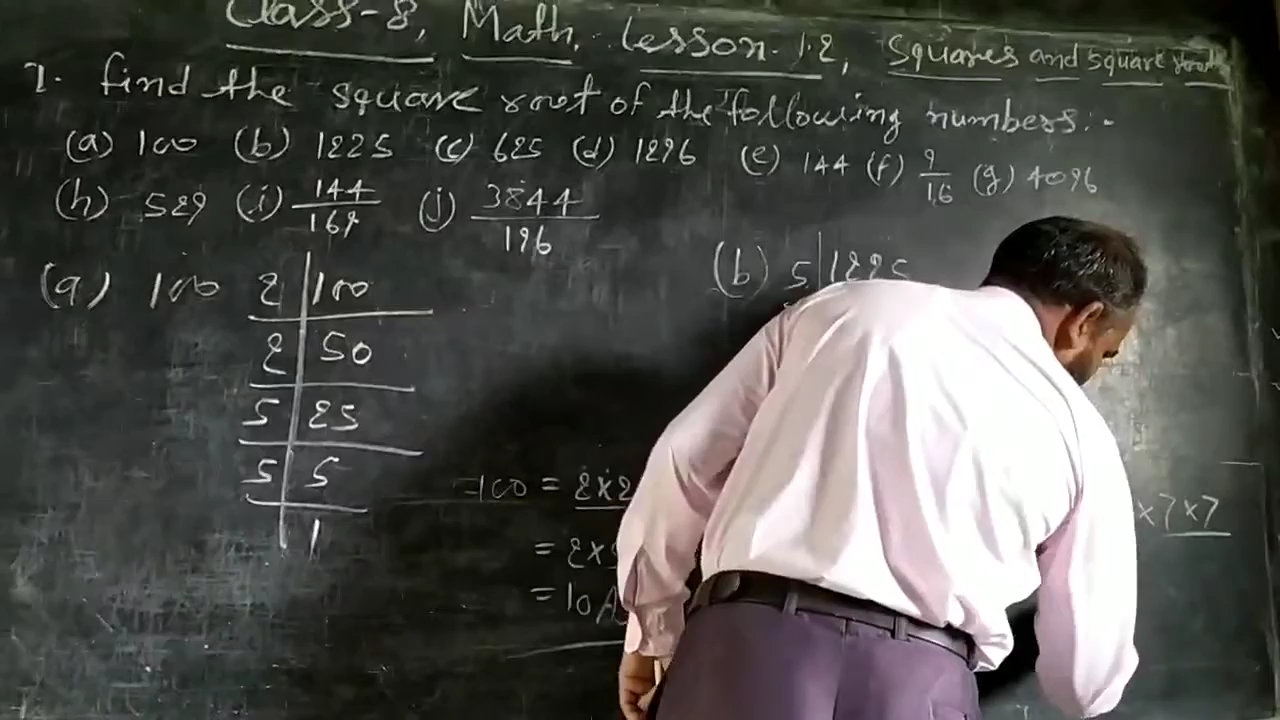 Class-8, Math, Lesson-1.2, Squares and square roots
1. find the square root of the following numbers:-
(a) 100 (b) 1225 (c) 625 (d) 1296 (e) 144 (f) 9/16 (g) 4096
(h) 529 (i) 144/169 (j) 3844/196
(a) 100
2 | 100
2 | 50
5 | 25
5 | 5
1
100 = 2×2
= 2×5
= 10 A
(b) 5 | 1225
×7×7